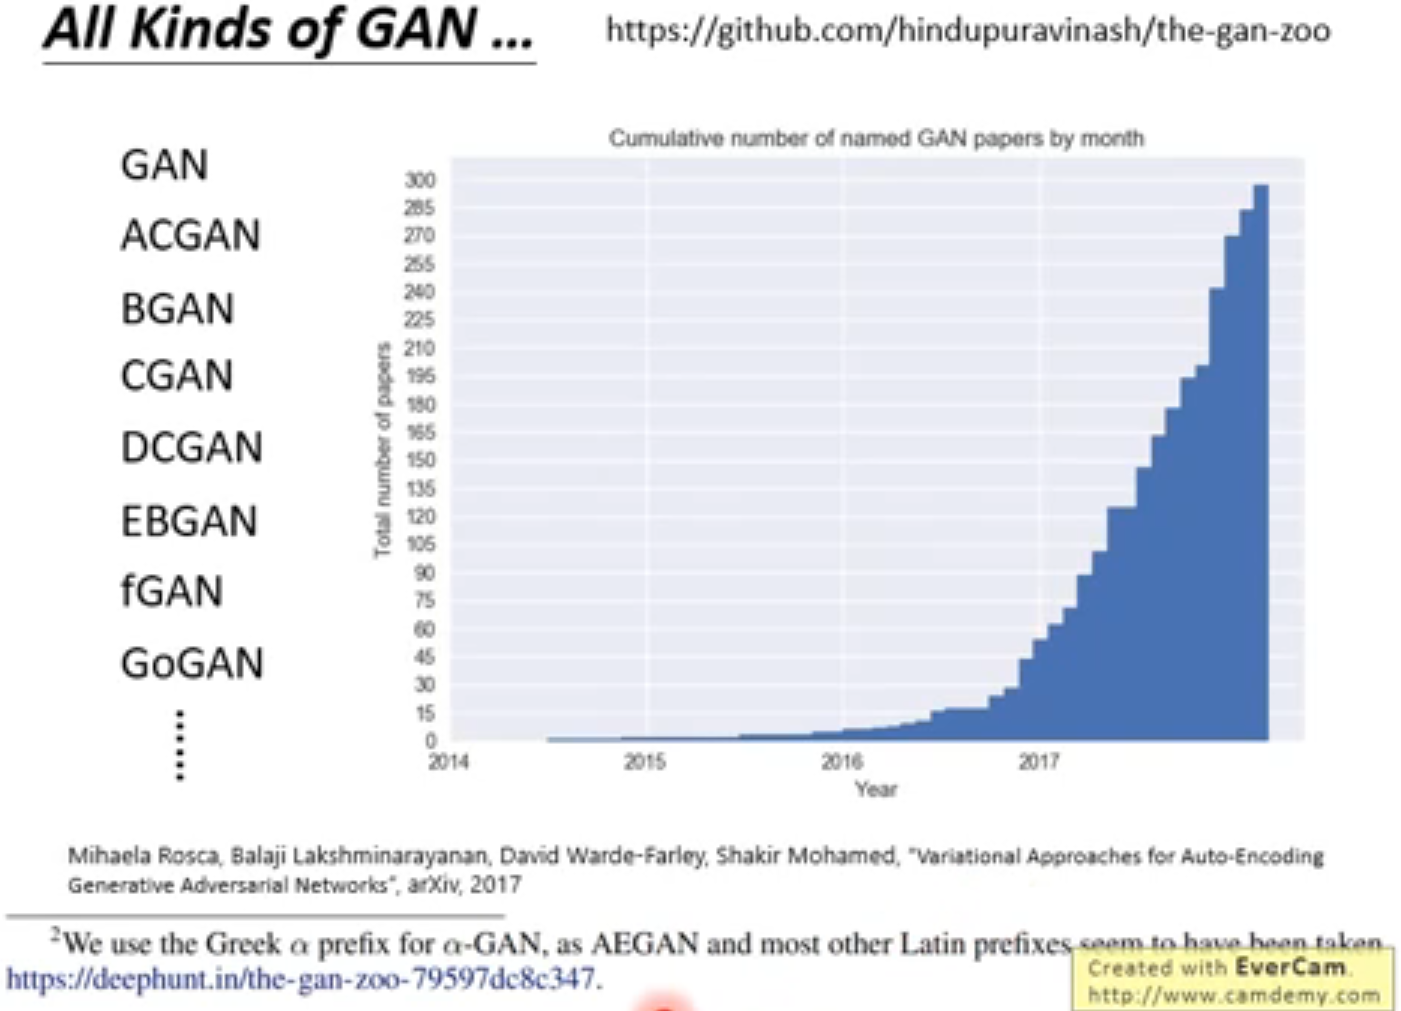 All Kinds of GAN ...
https://github.com/hindupuravinash/the-gan-zoo
GAN
ACGAN
BGAN
CGAN
DCGAN
EBGAN
fGAN
GoGAN
......
Cumulative number of named GAN papers by month
Total number of papers
300
285
270
255
240
225
210
195
180
165
150
135
120
105
90
75
60
45
30
15
0
2014 2015 2016 2017
Year
Mihaela Rosca, Balaji Lakshminarayanan, David Warde-Farley, Shakir Mohamed, "Variational Approaches for Auto-Encoding
Generative Adversarial Networks", arXiv, 2017
²We use the Greek α prefix for α-GAN, as AEGAN and most other Latin prefixes seem to have been taken
https://deephunt.in/the-gan-zoo-79597dc8c347.
Created with EverCam.
http://www.camdemy.com